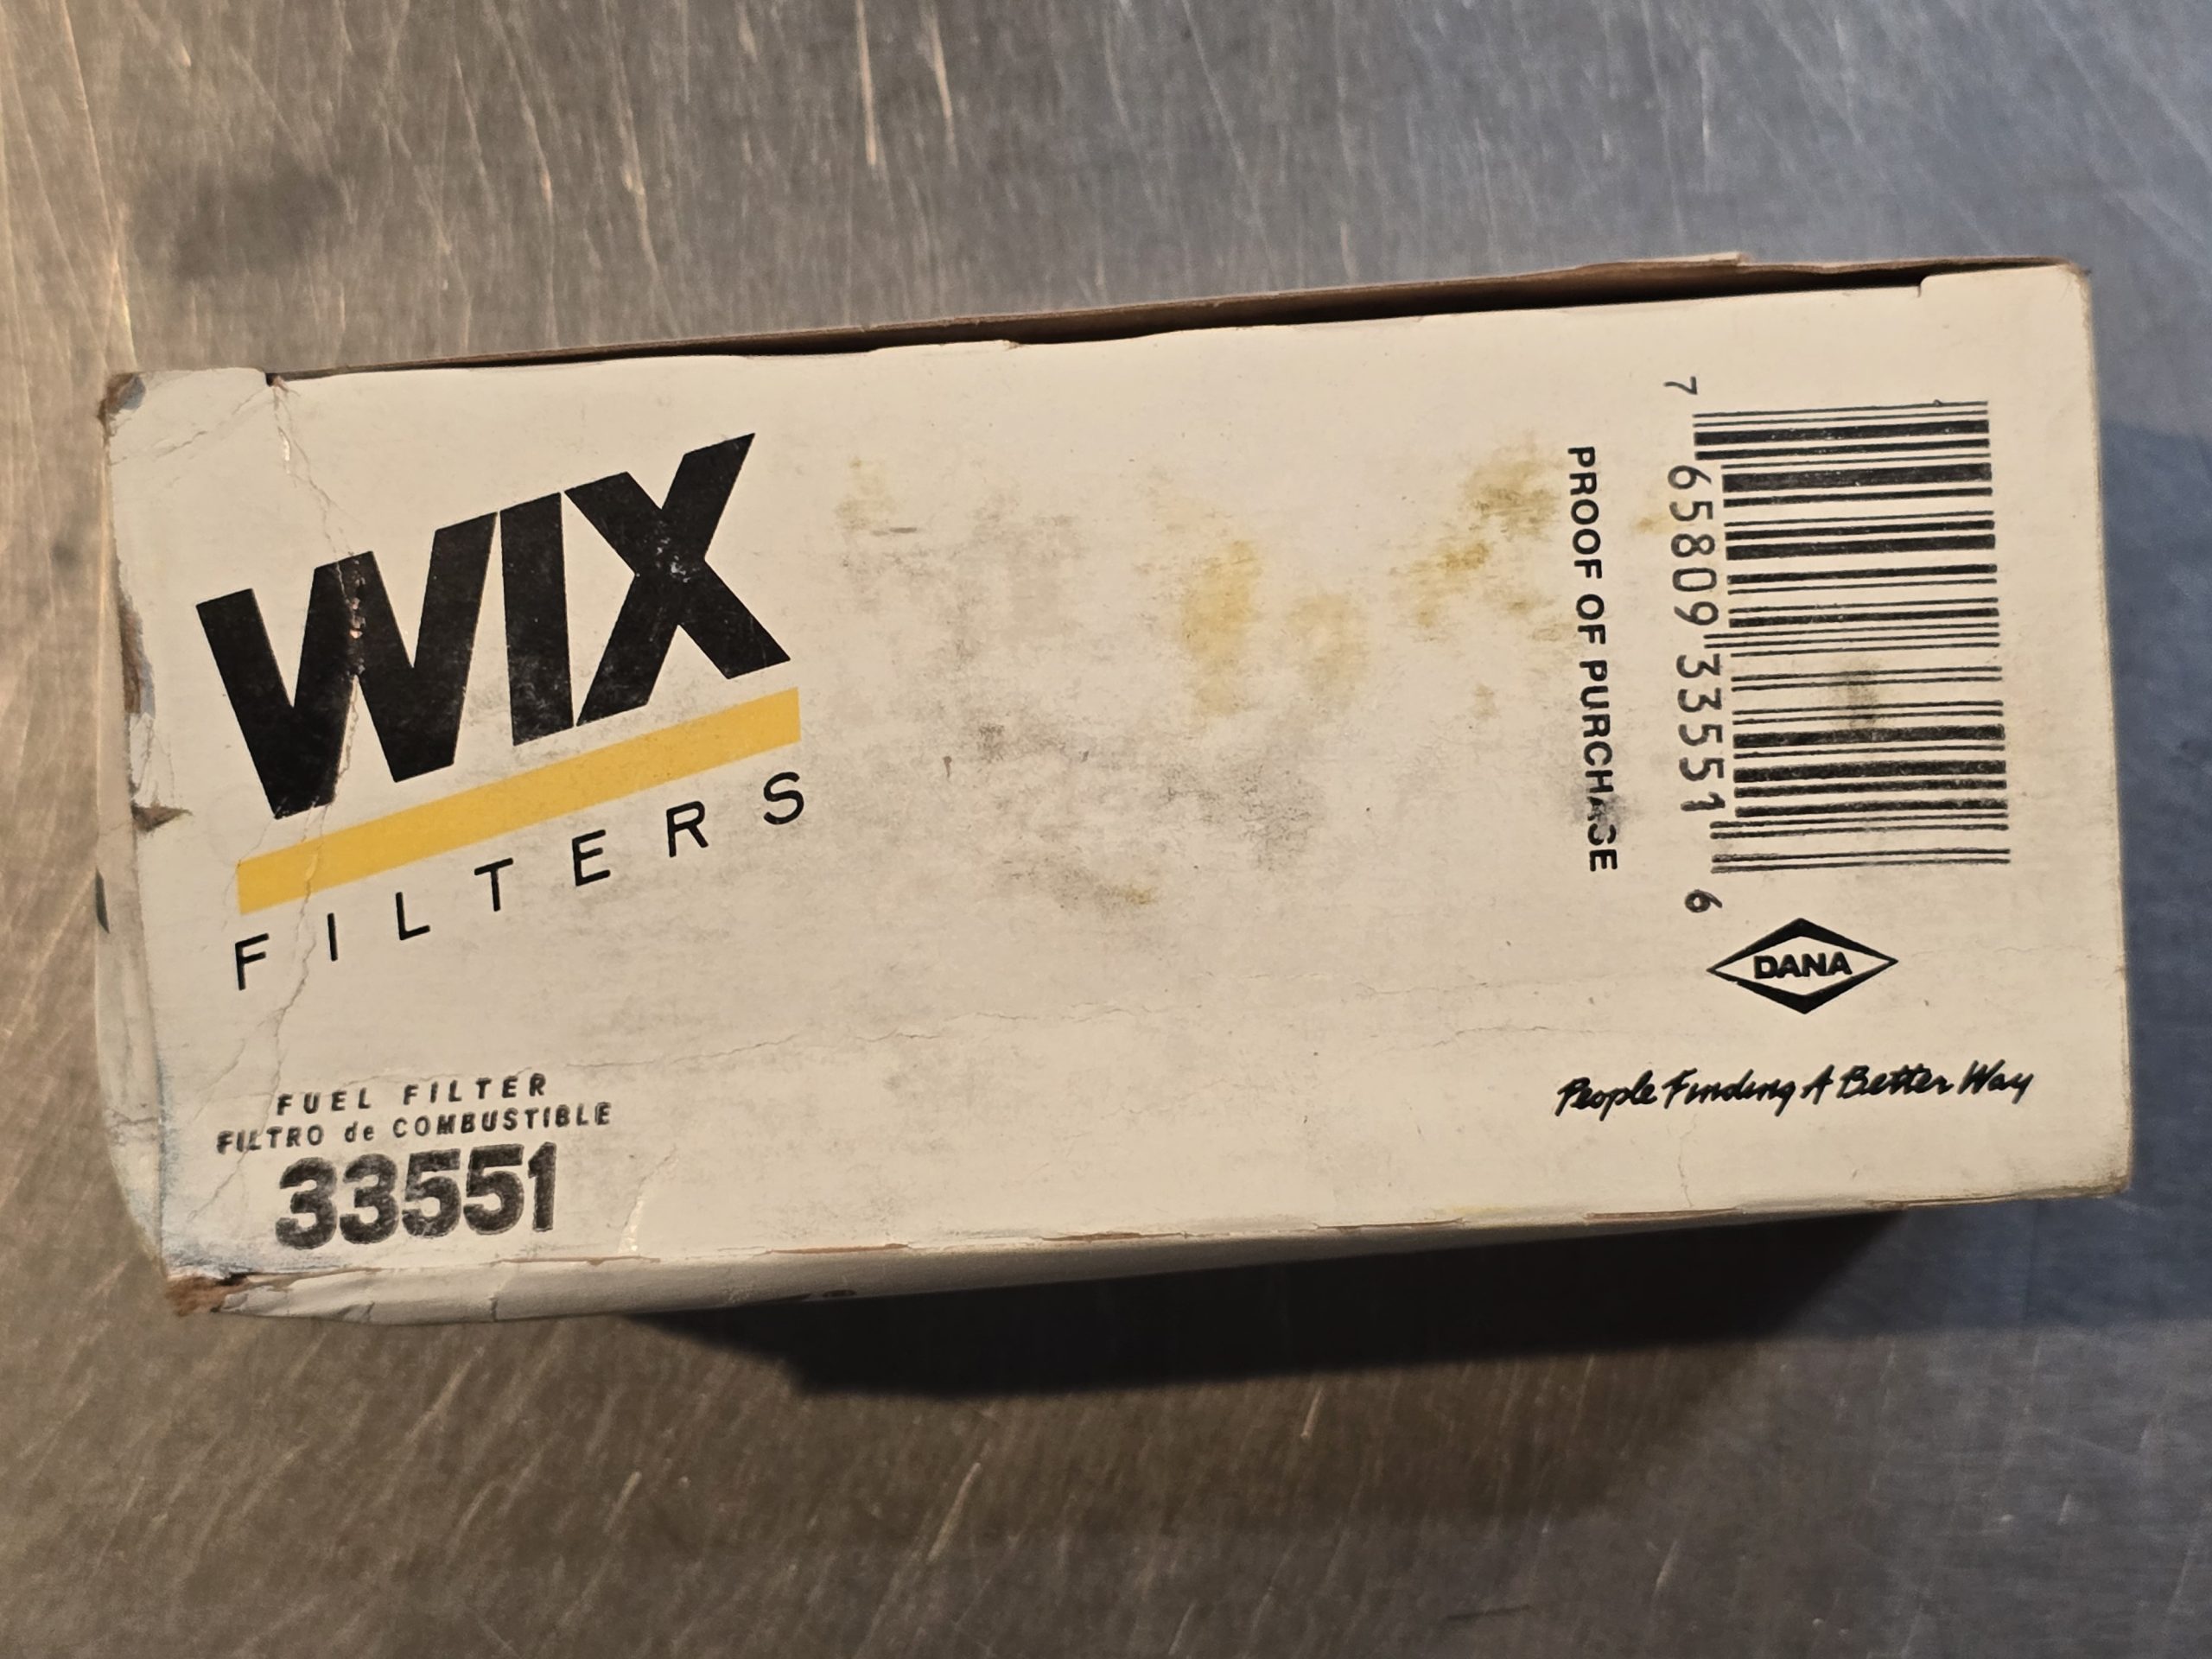 WIX
FILTERS
FUEL FILTER
FILTRO de COMBUSTIBLE
33551
PROOF OF PURCHASE
7 65809 33551 6
DANA
People Finding A Better Way